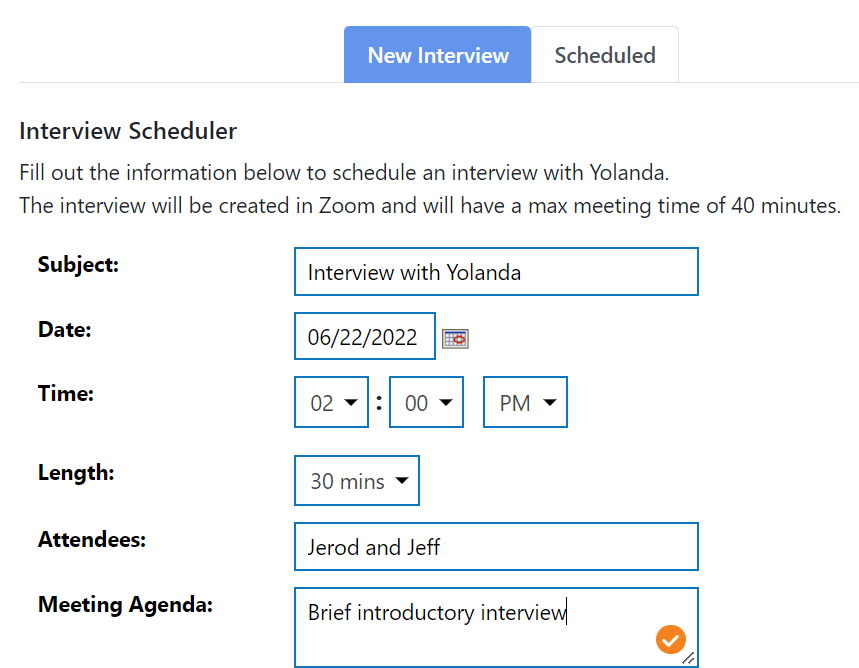 New Interview
Scheduled
Interview Scheduler
Fill out the information below to schedule an interview with Yolanda.
The interview will be created in Zoom and will have a max meeting time of 40 minutes.
Subject: Interview with Yolanda
Date: 06/22/2022
Time: 02 : 00 PM
Length: 30 mins
Attendees: Jerod and Jeff
Meeting Agenda: Brief introductory interview